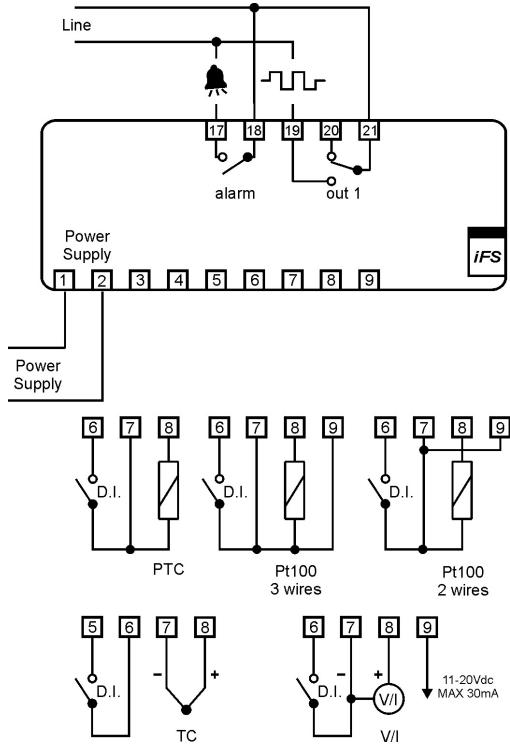 Line
17 18 19 20 21
alarm out 1
Power
Supply
iFS
1 2 3 4 5 6 7 8 9
Power
Supply
6 7 8 6 7 8 9 6 7 8 9
D.I. D.I. D.I.
PTC
Pt100
3 wires
Pt100
2 wires
5 6 7 8 6 7 8 9
− + − +
D.I. D.I. V/I
11-20Vdc
MAX 30mA
TC V/I